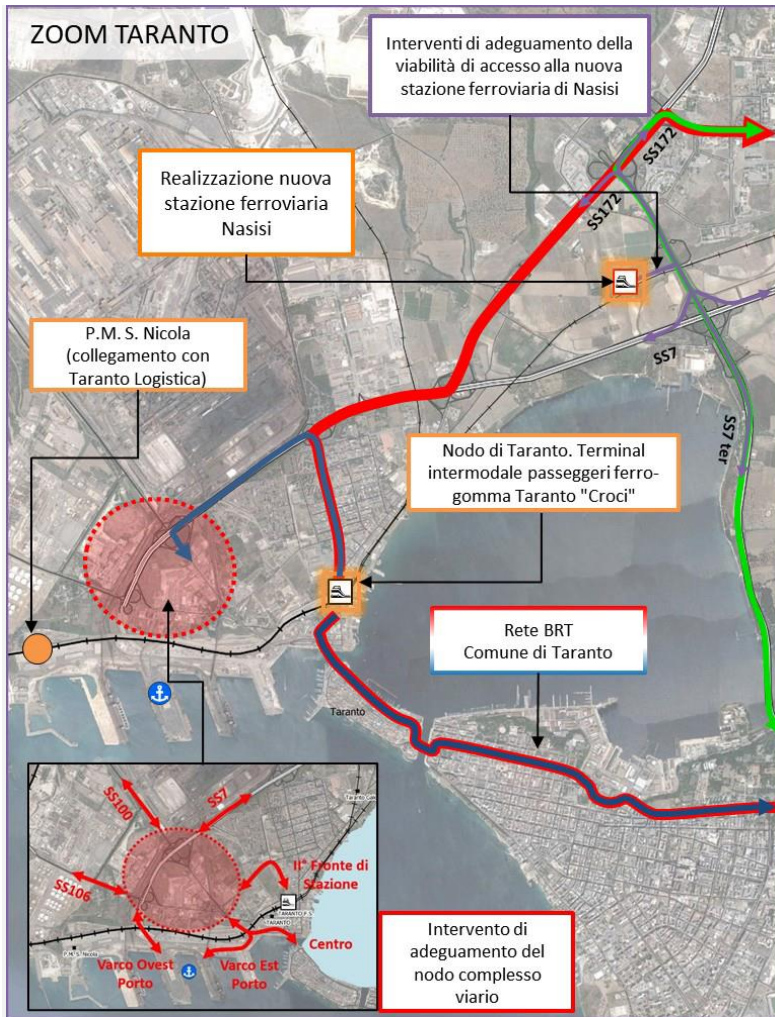 ZOOM TARANTO
Interventi di adeguamento della
viabilità di accesso alla nuova
stazione ferroviaria di Nasisi
SS172
SS172
Realizzazione nuova
stazione ferroviaria
Nasisi
P.M. S. Nicola
(collegamento con
Taranto Logistica)
SS7
SS7 ter
Nodo di Taranto. Terminal
intermodale passeggeri ferro-
gomma Taranto "Croci"
Rete BRT
Comune di Taranto
Taranto
SS100
SS7
SS106
II° Fronte di
Stazione
TARANTO
Centro
P.M. S. Nicola
Varco Ovest
Porto
Varco Est
Porto
Intervento di
adeguamento del
nodo complesso
viario